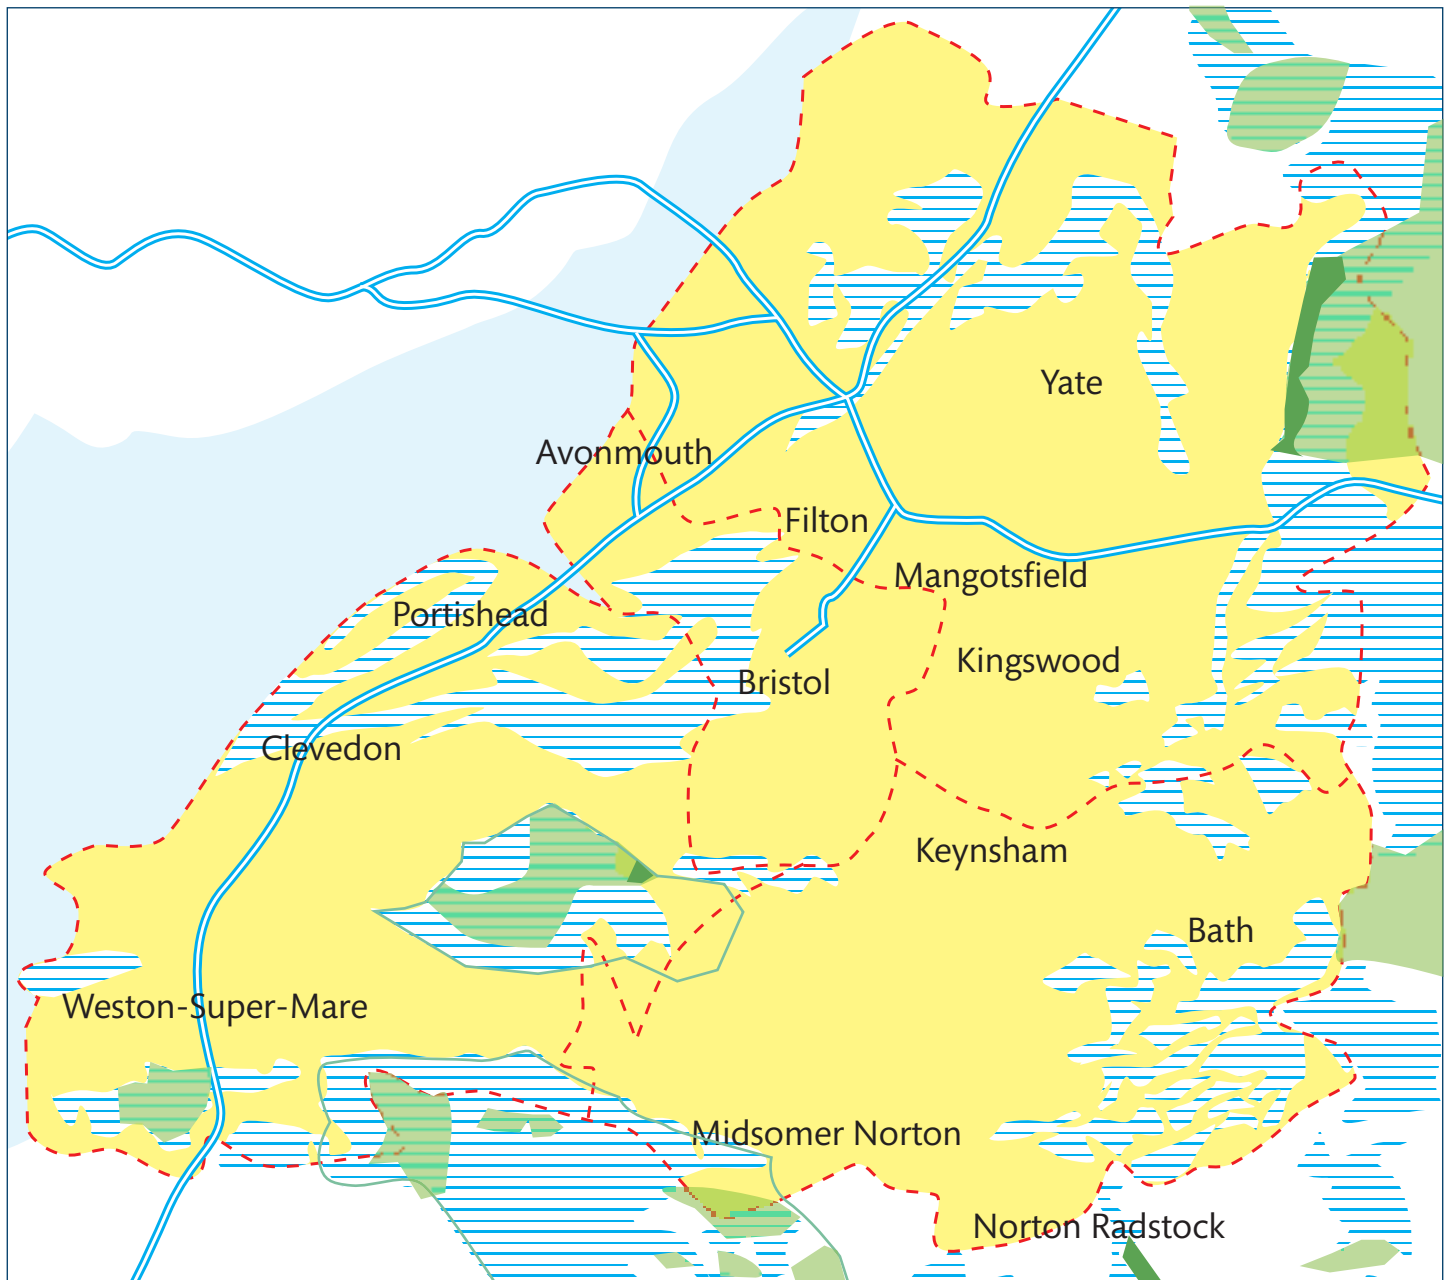 Yate
Avonmouth
Filton
Mangotsfield
Portishead
Kingswood
Bristol
Clevedon
Keynsham
Bath
Weston-Super-Mare
Midsomer Norton
Norton Radstock